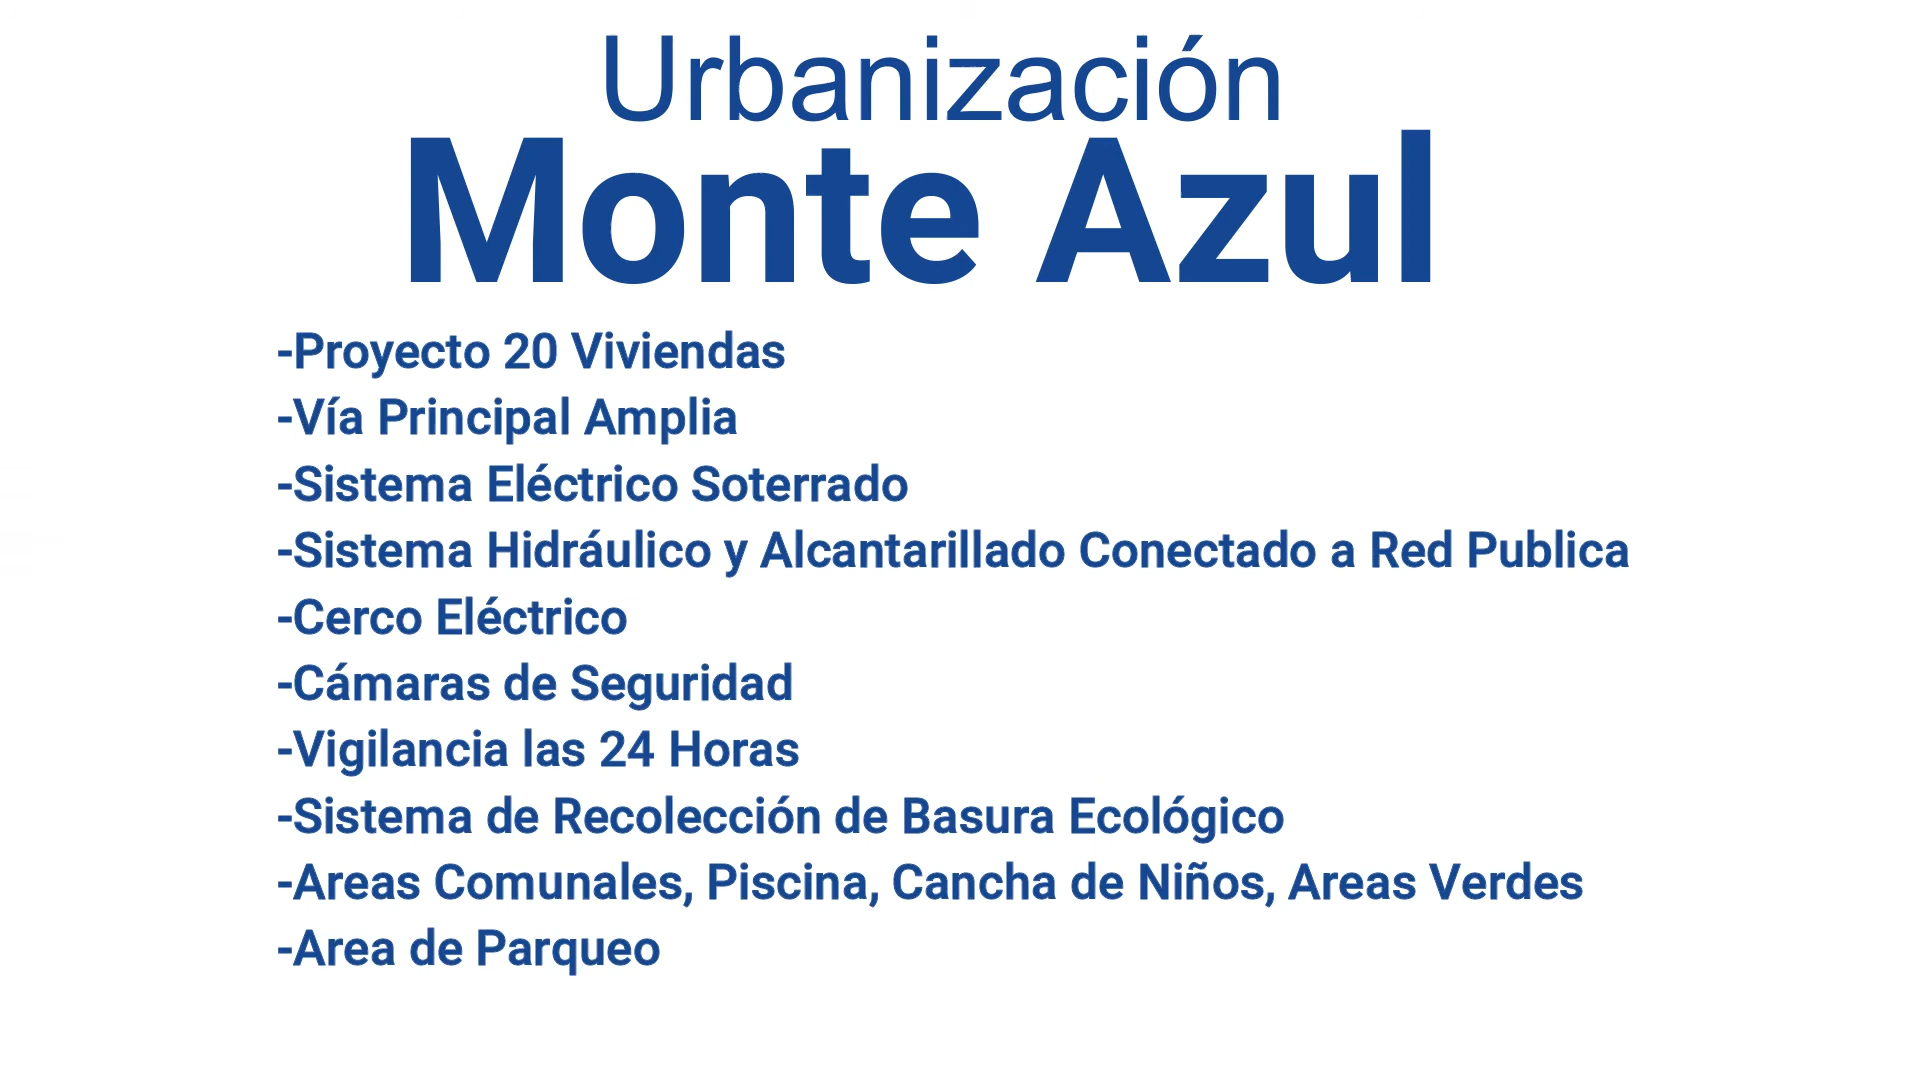 Urbanización
Monte Azul
-Proyecto 20 Viviendas
-Vía Principal Amplia
-Sistema Eléctrico Soterrado
-Sistema Hidráulico y Alcantarillado Conectado a Red Publica
-Cerco Eléctrico
-Cámaras de Seguridad
-Vigilancia las 24 Horas
-Sistema de Recolección de Basura Ecológico
-Areas Comunales, Piscina, Cancha de Niños, Areas Verdes
-Area de Parqueo